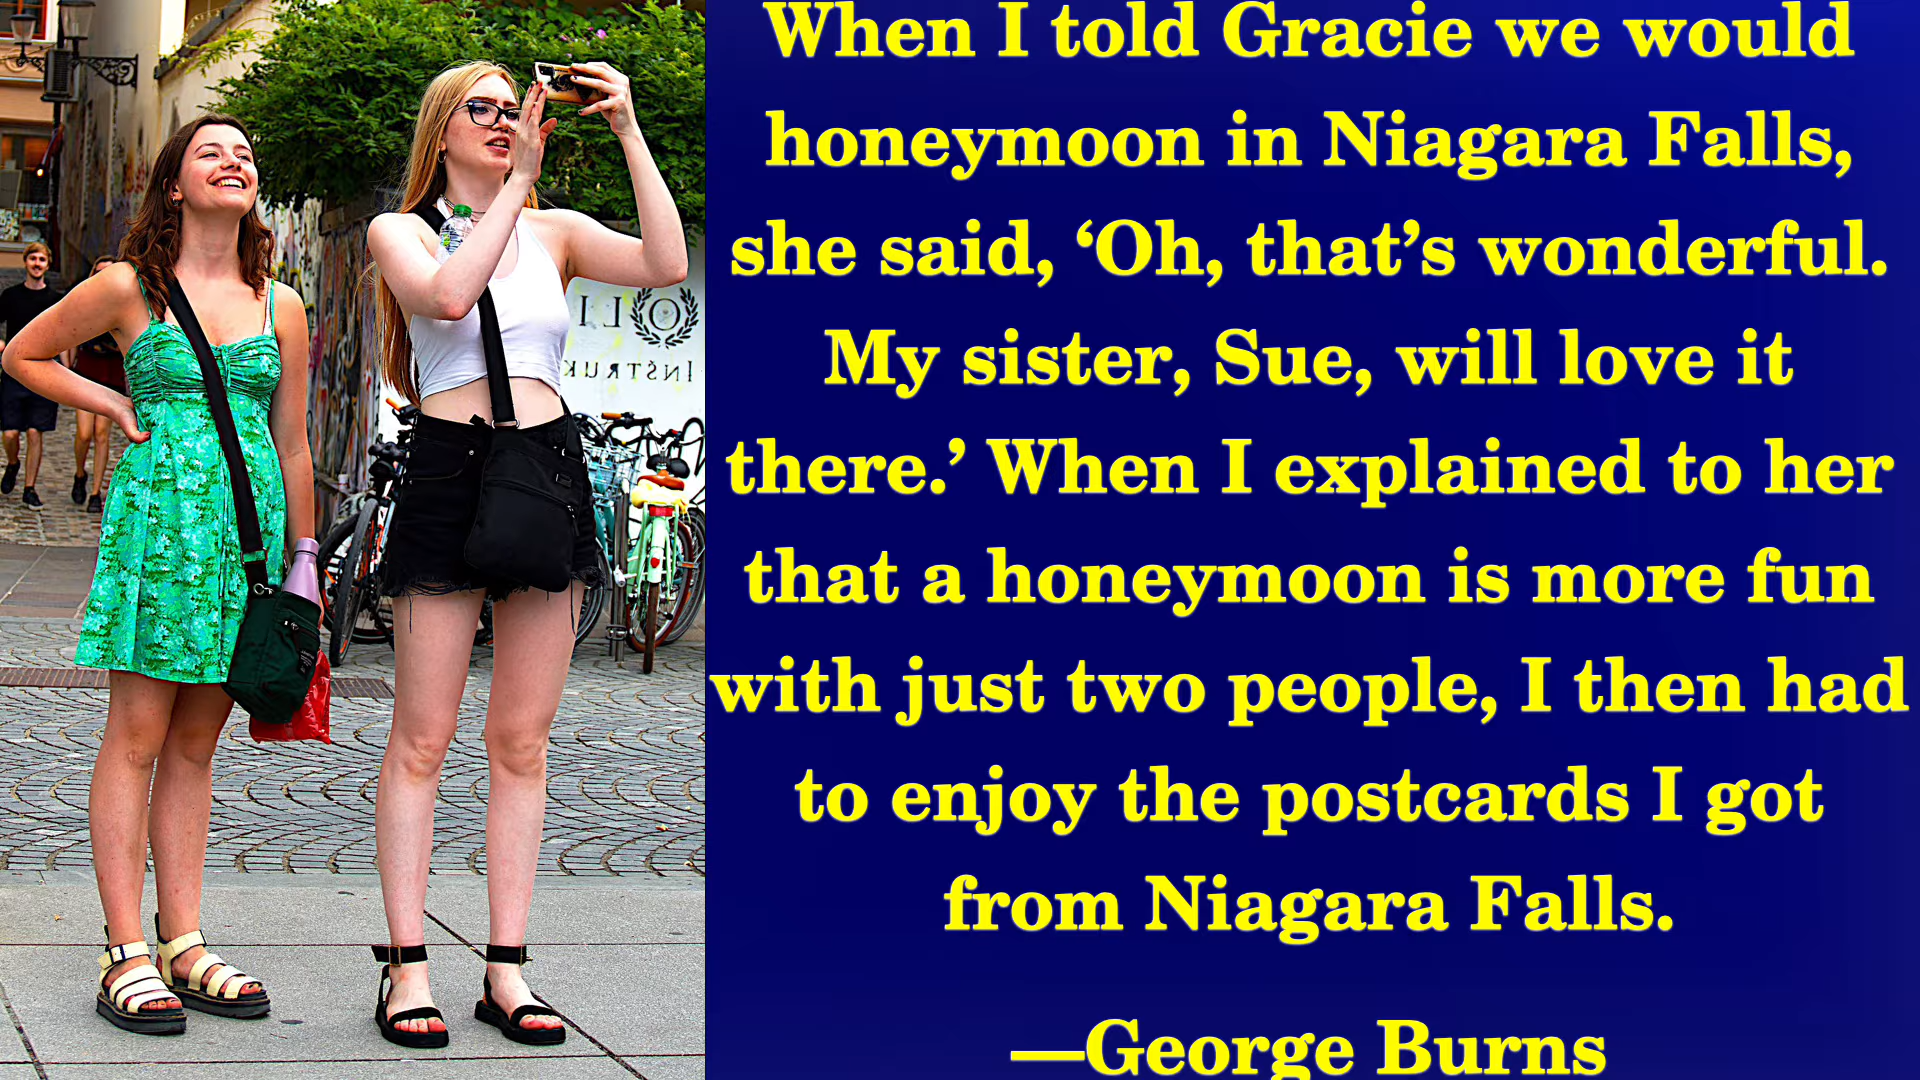 When I told Gracie we would
honeymoon in Niagara Falls,
she said, ‘Oh, that’s wonderful.
My sister, Sue, will love it
there.’ When I explained to her
that a honeymoon is more fun
with just two people, I then had
to enjoy the postcards I got
from Niagara Falls.
—George Burns
OLI
INŠTRUK